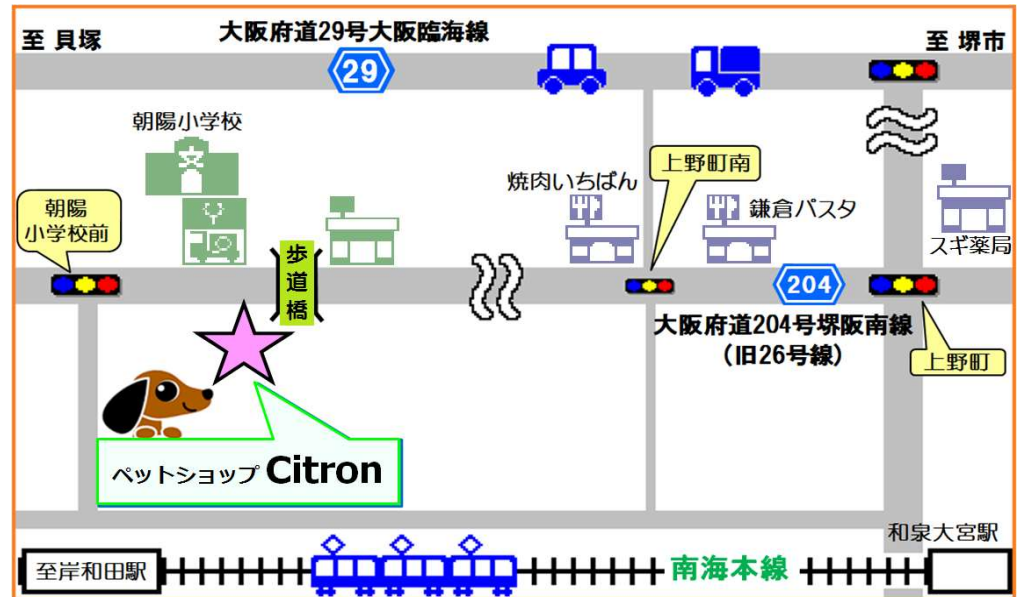 至 貝塚
大阪府道29号大阪臨海線
至 堺市
29
朝陽小学校
上野町南
焼肉いちばん
鎌倉パスタ
朝陽
小学校前
スギ薬局
歩道橋
204
大阪府道204号堺阪南線
（旧26号線）
上野町
ペットショップ Citron
和泉大宮駅
至岸和田駅
南海本線